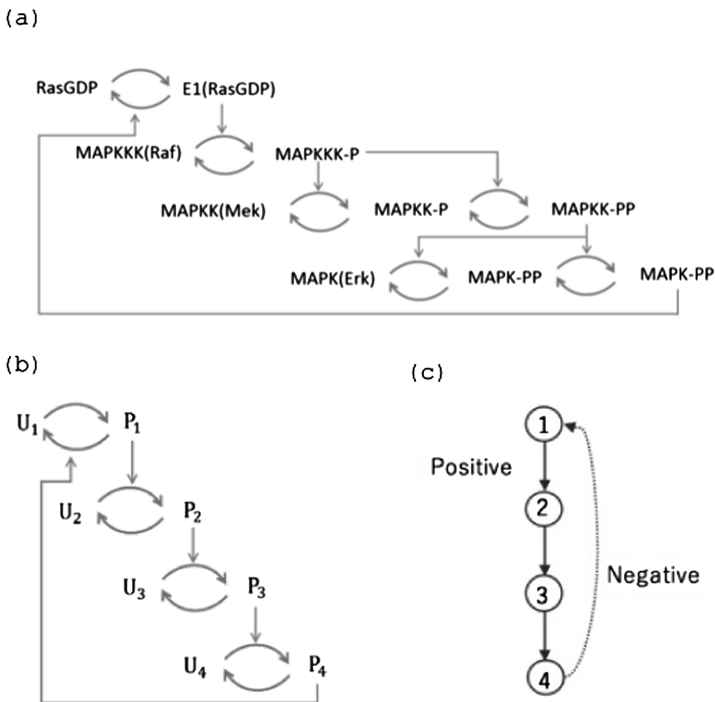 (a)
RasGDP E1(RasGDP)
MAPKKK(Raf) MAPKKK-P
MAPKK(Mek) MAPKK-P MAPKK-PP
MAPK(Erk) MAPK-PP MAPK-PP
(b)
U₁ P₁
U₂ P₂
U₃ P₃
U₄ P₄
(c)
1
Positive
2
3
Negative
4